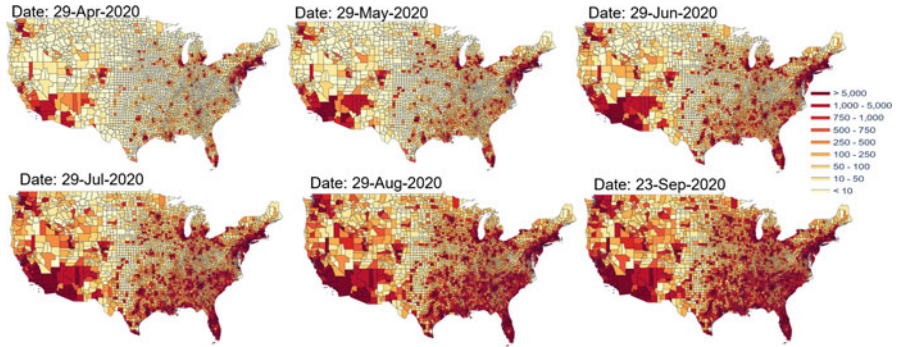 Date: 29-Apr-2020
Date: 29-May-2020
Date: 29-Jun-2020
> 5,000
1,000 - 5,000
750 - 1,000
500 - 750
250 - 500
100 - 250
50 - 100
10 - 50
< 10
Date: 29-Jul-2020
Date: 29-Aug-2020
Date: 23-Sep-2020